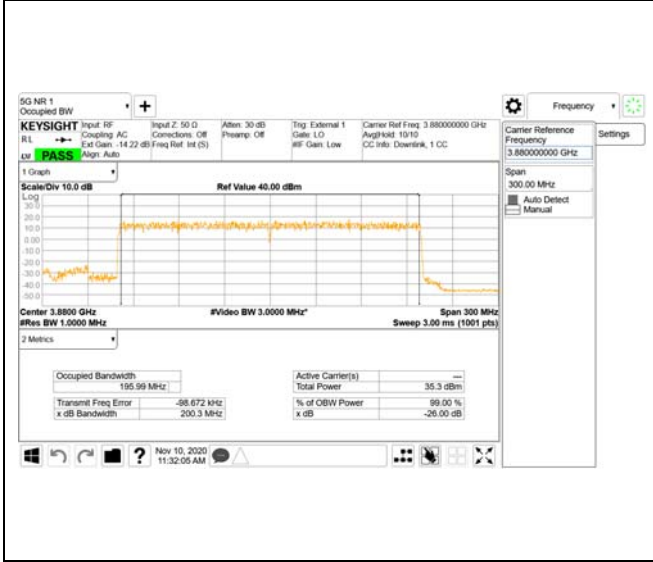 5G NR 1
Occupied BW
Frequency
KEYSIGHT
R L
LW
PASS
Input: RF
Coupling: AC
Ext Gain: -14.22 dB
Align: Auto
Input Z: 50 Ω
Corrections: Off
Freq Ref: Int (S)
Atten: 30 dB
Preamp: Off
Trig: External 1
Gate: LO
#IF Gain: Low
Carrier Ref Freq: 3.880000000 GHz
Avg|Hold: 10/10
CC Info: Downlink, 1 CC
Carrier Reference
Frequency
3.880000000 GHz
Settings
Span
300.00 MHz
Auto Detect
Manual
1 Graph
Scale/Div 10.0 dB
Ref Value 40.00 dBm
Log
30.0
20.0
10.0
0.00
-10.0
-20.0
-30.0
-40.0
-50.0
Center 3.8800 GHz
#Video BW 3.0000 MHz*
Span 300 MHz
#Res BW 1.0000 MHz
Sweep 3.00 ms (1001 pts)
2 Metrics
Occupied Bandwidth
195.99 MHz
Active Carrier(s)
---
Total Power
35.3 dBm
Transmit Freq Error
-98.672 kHz
% of OBW Power
99.00 %
x dB Bandwidth
200.3 MHz
x dB
-26.00 dB
Nov 10, 2020
11:32:05 AM